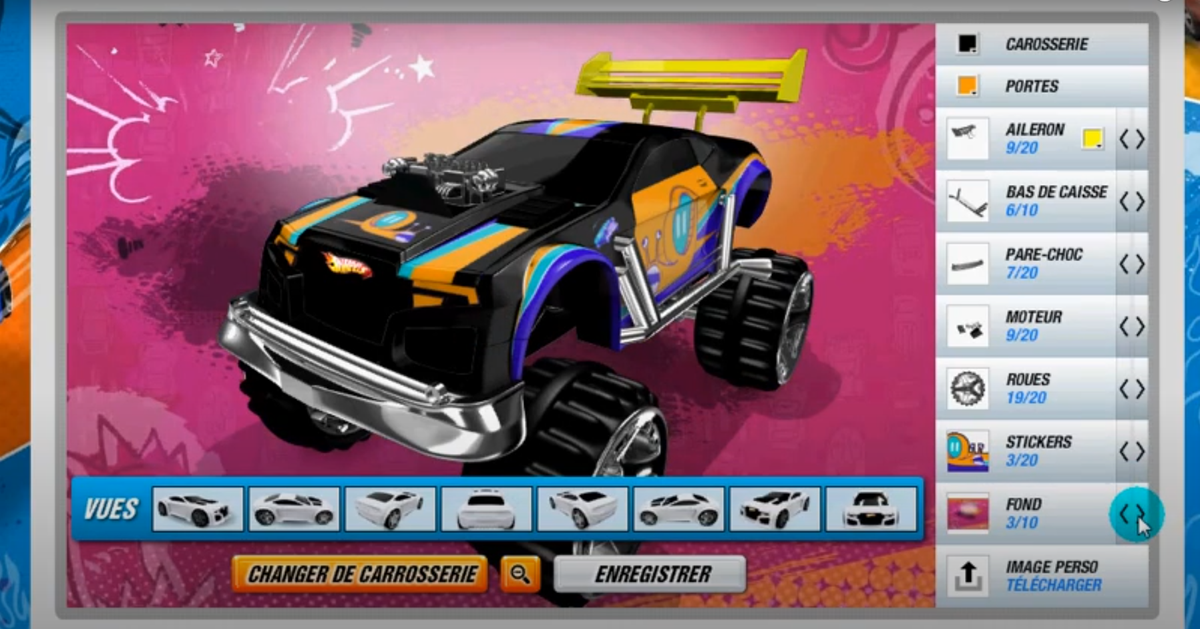 CAROSSERIE
PORTES
AILERON
9/20
BAS DE CAISSE
6/10
PARE-CHOC
7/20
MOTEUR
9/20
ROUES
19/20
STICKERS
3/20
FOND
3/10
IMAGE PERSO
TÉLÉCHARGER
VUES
CHANGER DE CARROSSERIE
ENREGISTRER